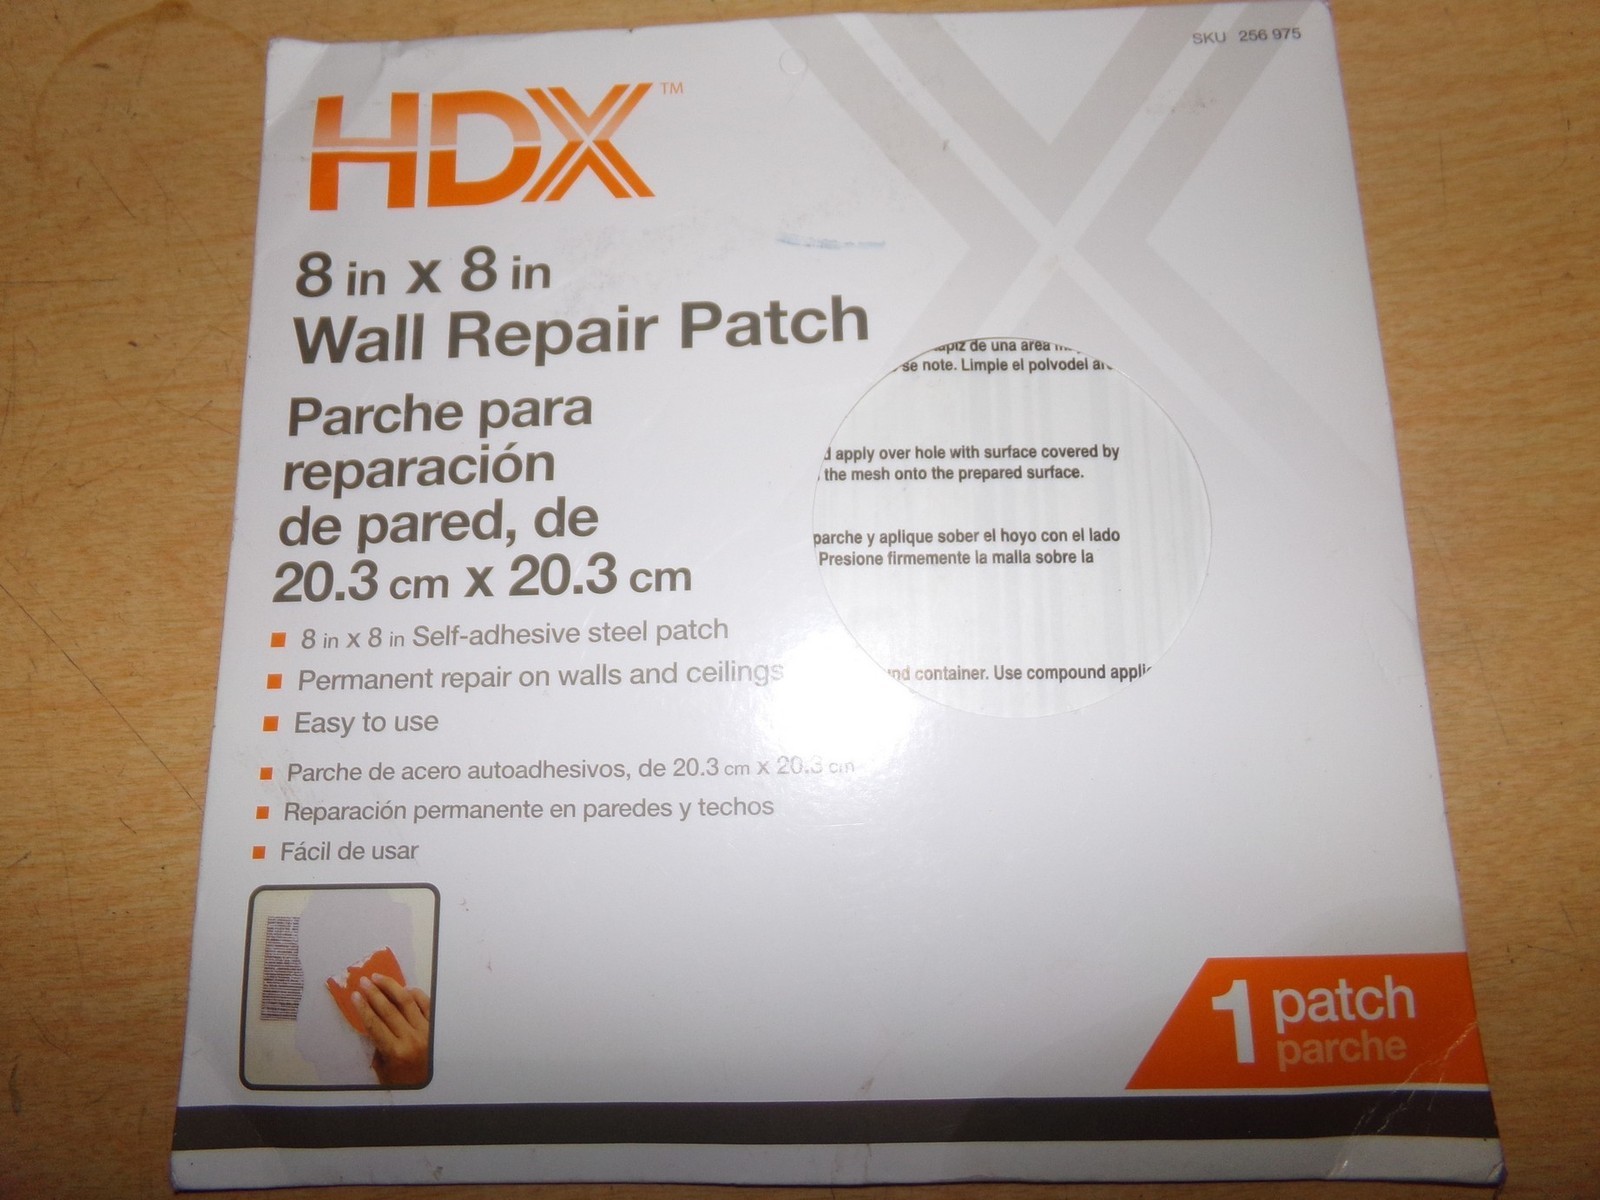 SKU 256 975
HDX™
8 in x 8 in
Wall Repair Patch
Parche para
reparación
de pared, de
20.3 cm x 20.3 cm
8 in x 8 in Self-adhesive steel patch
Permanent repair on walls and ceilings
Easy to use
Parche de acero autoadhesivos, de 20.3 cm x 20.3 cm
Reparación permanente en paredes y techos
Fácil de usar
de una area
se note. Limpie el polvodel
apply over hole with surface covered by
the mesh onto the prepared surface.
parche y aplique sober el hoyo con el lado
Presione firmemente la malla sobre la
container. Use compound
1 patch
parche